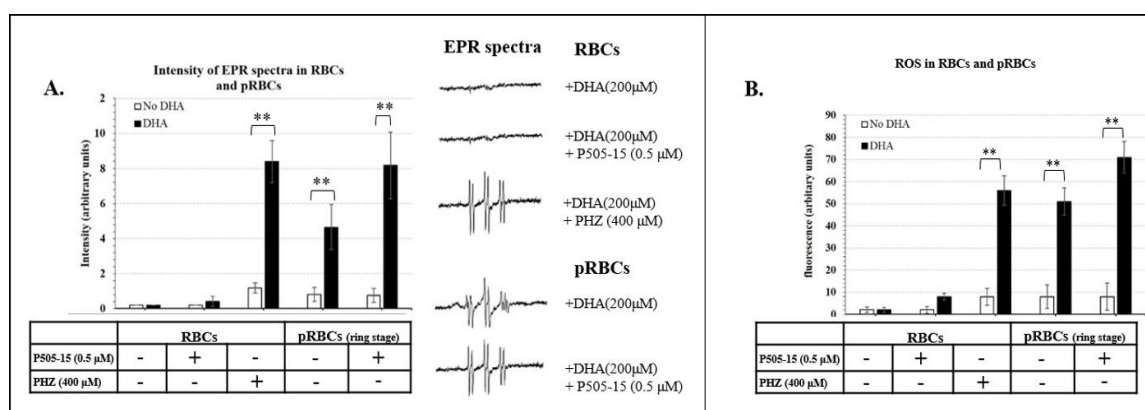 A.
Intensity of EPR spectra in RBCs
and pRBCs
No DHA
DHA
Intensity (arbitrary units)
2
10
8
6
4
2
0
**
**
**
RBCs
pRBCs (ring stage)
P505-15 (0.5 μM) - + - - +
PHZ (400 μM) - - + - -
EPR spectra
RBCs
+DHA(200μM)
+DHA(200μM)
+ P505-15 (0.5 μM)
+DHA(200μM)
+ PHZ (400 μM)
pRBCs
+DHA(200μM)
+DHA(200μM)
+ P505-15 (0.5 μM)
B.
ROS in RBCs and pRBCs
No DHA
DHA
fluorescence (arbitary units)
90
80
70
60
50
40
30
20
10
0
**
**
**
RBCs
pRBCs (ring stage)
P505-15 (0.5 μM) - + - - +
PHZ (400 μM) - - + - -